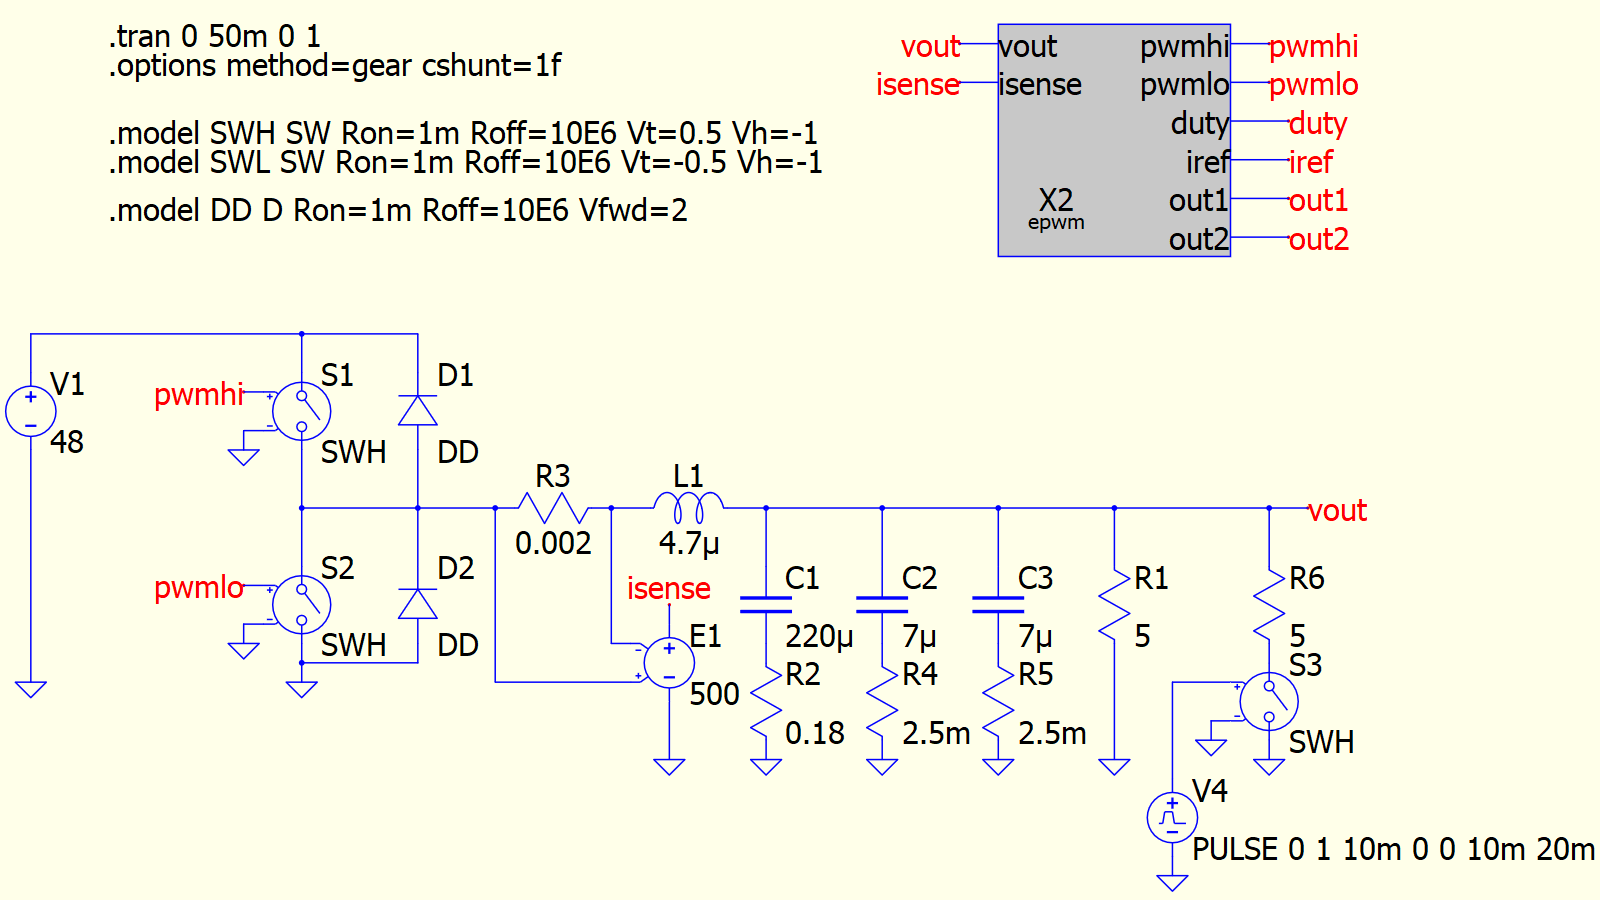 .tran 0 50m 0 1
.options method=gear cshunt=1f
.model SWH SW Ron=1m Roff=10E6 Vt=0.5 Vh=-1
.model SWL SW Ron=1m Roff=10E6 Vt=-0.5 Vh=-1
.model DD D Ron=1m Roff=10E6 Vfwd=2
vout vout pwmhi pwmhi
isense isense pwmlo pwmlo
duty duty
iref iref
X2 out1 out1
epwm
out2 out2
V1
48
pwmhi
S1
SWH
D1
DD
pwmlo
S2
SWH
D2
DD
R3
0.002
L1
4.7µ
vout
isense
E1
500
C1
220µ
R2
0.18
C2
7µ
R4
2.5m
C3
7µ
R5
2.5m
R1
5
R6
5
S3
SWH
V4
PULSE 0 1 10m 0 0 10m 20m